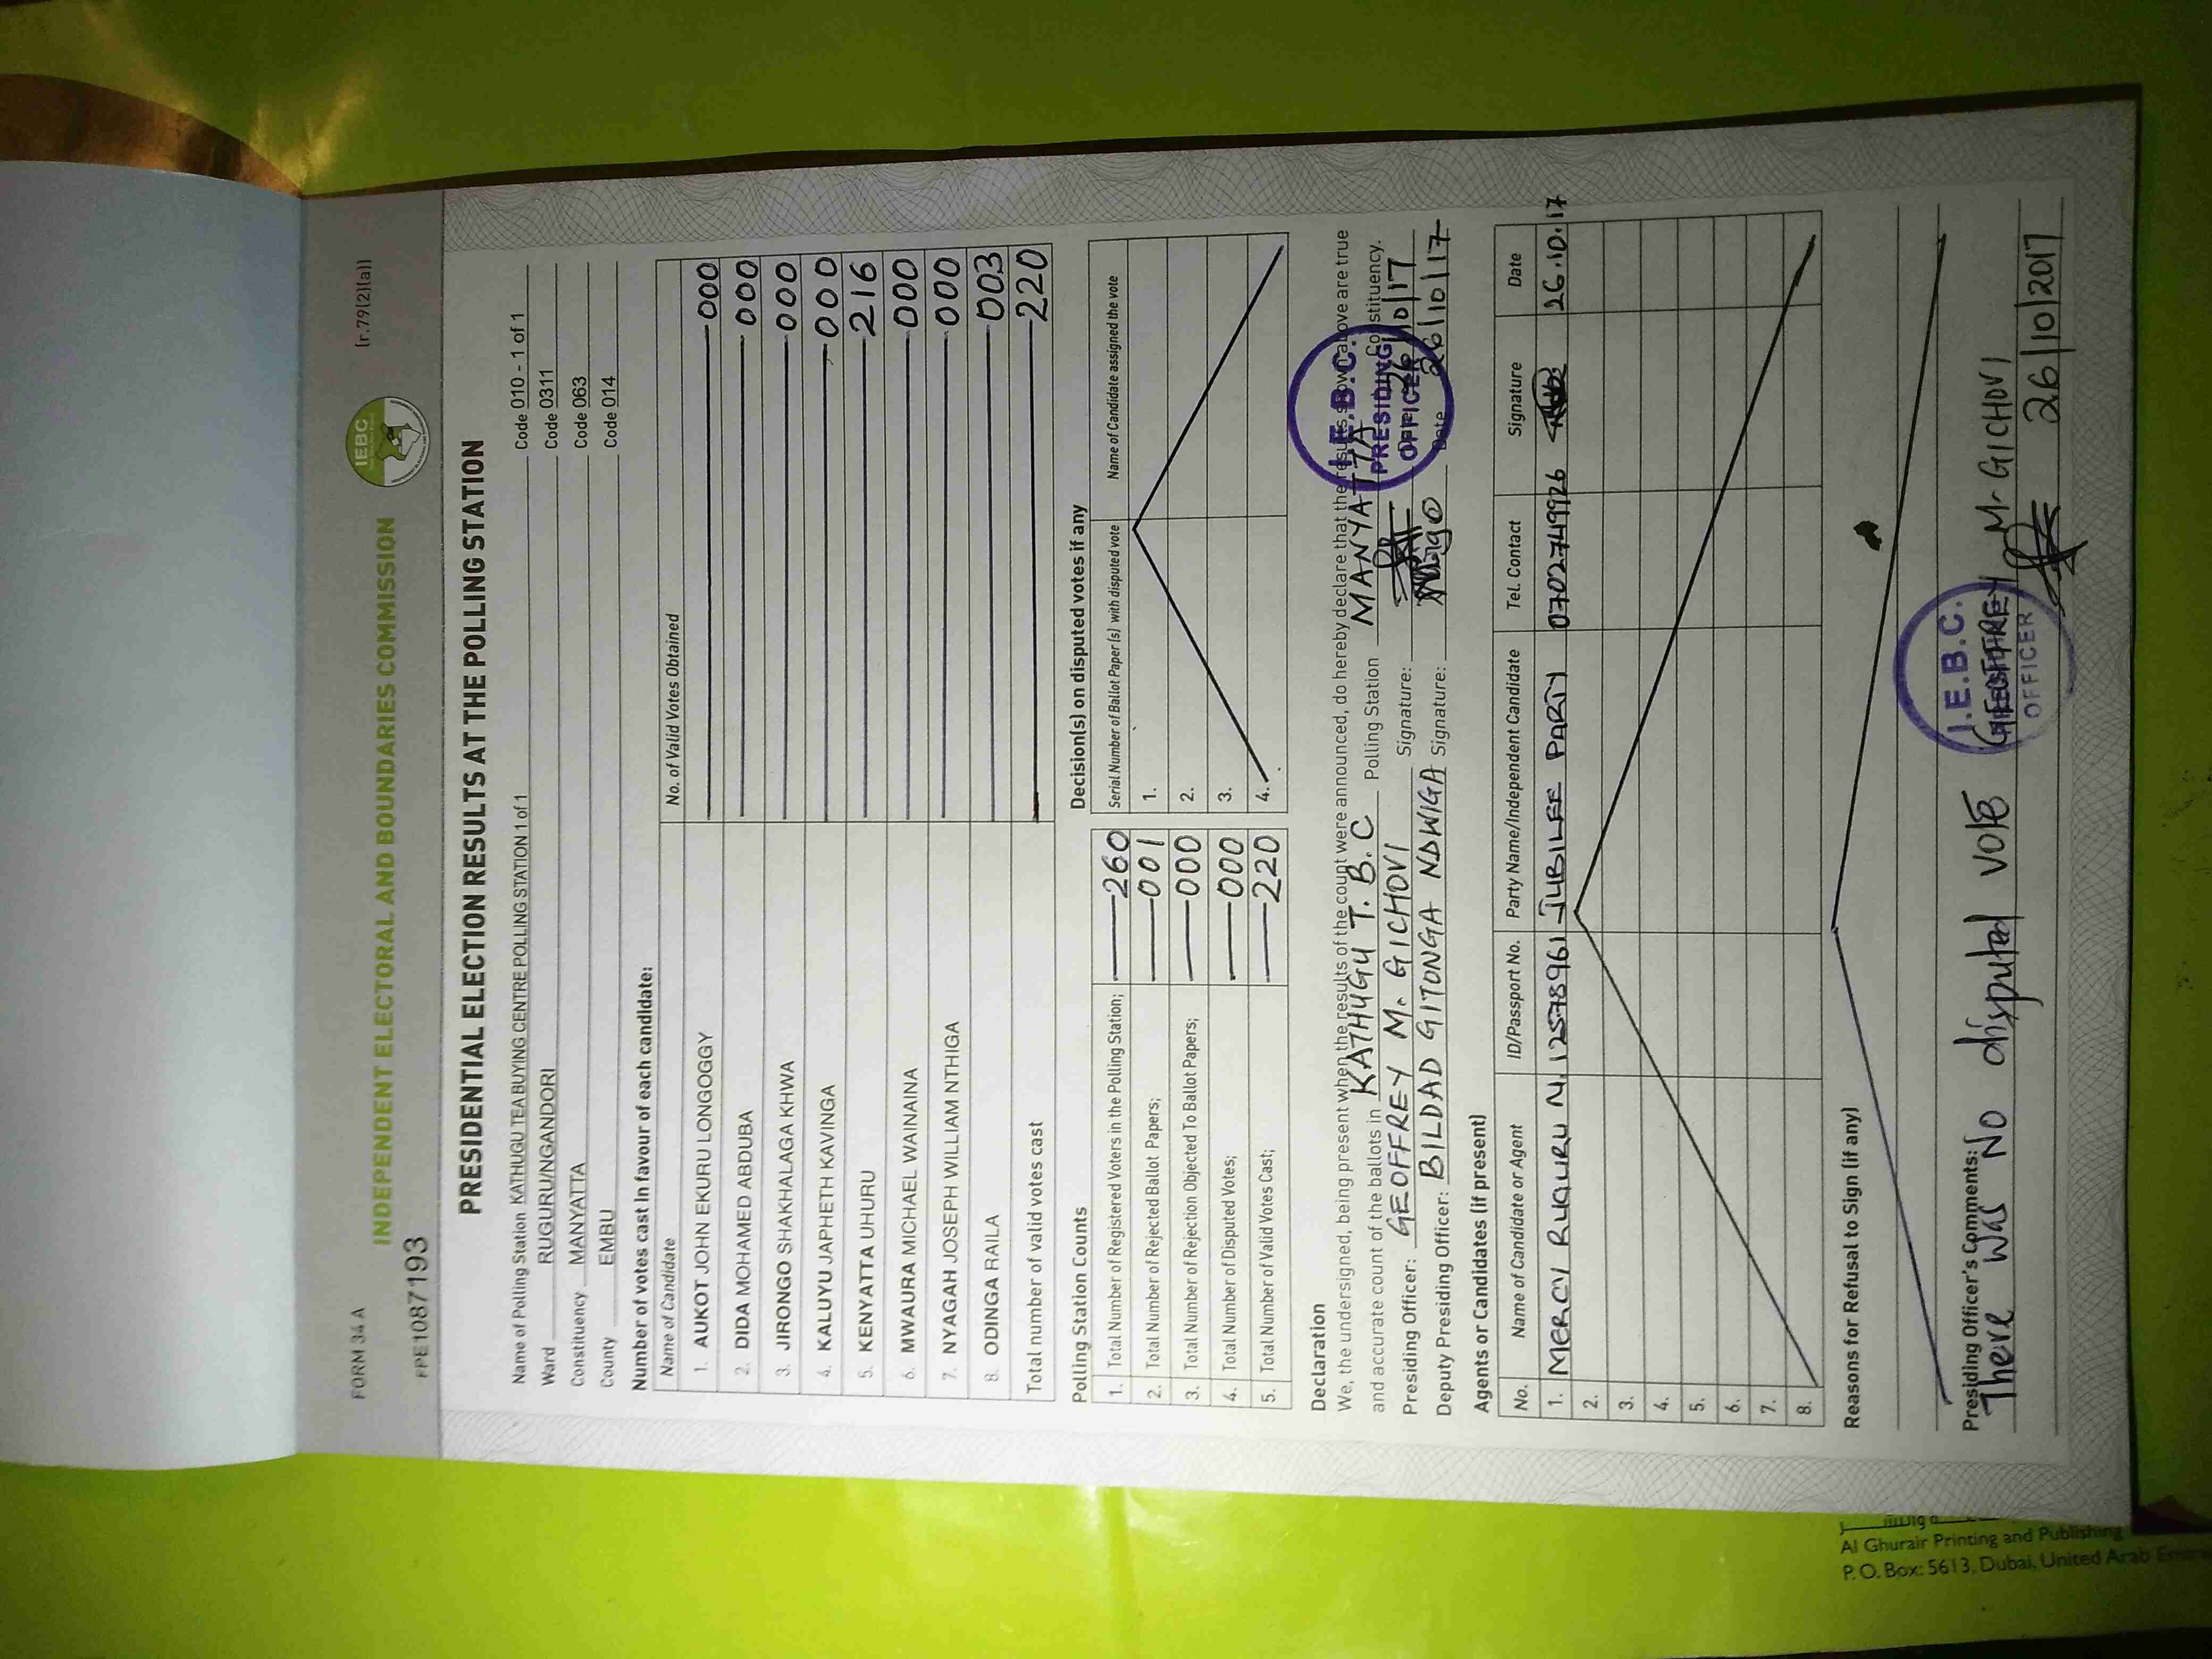 FORM 34 A
(r.79(2)(a))
FPE1087193
INDEPENDENT ELECTORAL AND BOUNDARIES COMMISSION
IEBC
PRESIDENTIAL ELECTION RESULTS AT THE POLLING STATION
Name of Polling Station KATHUGU TEA BUYING CENTRE POLLING STATION 1 of 1 Code 010 - 1 of 1
Ward RUGURU/NGANDORI Code 0311
Constituency MANYATTA Code 063
County EMBU Code 014
Number of votes cast in favour of each candidate:
Name of Candidate No. of Valid Votes Obtained
1. AUKOT JOHN EKURU LONGOGGY 000
2. DIDA MOHAMED ABDUBA 000
3. JIRONGO SHAKHALAGA KHWA 000
4. KALUYU JAPHETH KAVINGA 000
5. KENYATTA UHURU 216
6. MWAURA MICHAEL WAINAINA 000
7. NYAGAH JOSEPH WILLIAM NTHIGA 000
8. ODINGA RAILA 003
Total number of valid votes cast 220
Polling Station Counts
1. Total Number of Registered Voters in the Polling Station; 260
2. Total Number of Rejected Ballot Papers; 001
3. Total Number of Rejection Objected To Ballot Papers; 000
4. Total Number of Disputed Votes; 000
5. Total Number of Valid Votes Cast; 220
Decision(s) on disputed votes if any
Serial Number of Ballot Paper (s) with disputed vote Name of Candidate assigned the vote
1.
2.
3.
4.
Declaration
We, the undersigned, being present when the results of the count were announced, do hereby declare that the results shown above are true
and accurate count of the ballots in KATHUGU T. B. C Polling Station MANYATTA Constituency.
Presiding Officer: GEOFFREY M. GICHOVI Signature: Date 26/10/17
Deputy Presiding Officer: BILDAD GITONGA NDWIGA Signature: Date 26/10/17
I.E.B.C.
PRESIDING
OFFICER
Agents or Candidates (if present)
No. Name of Candidate or Agent ID/Passport No. Party Name/Independent Candidate Tel. Contact Signature Date
1. MERCY RUGURU N. 12578961 JUBILEE PARTY 0702749926 26.10.17
2.
3.
4.
5.
6.
7.
8.
Reasons for Refusal to Sign (if any)
Presiding Officer's Comments:
There was No disputed vote GEOFFREY M. GICHOVI
26/10/2017
I.E.B.C.
OFFICER
Al Ghurair Printing and Publishing
P. O. Box: 5613, Dubai, United Arab